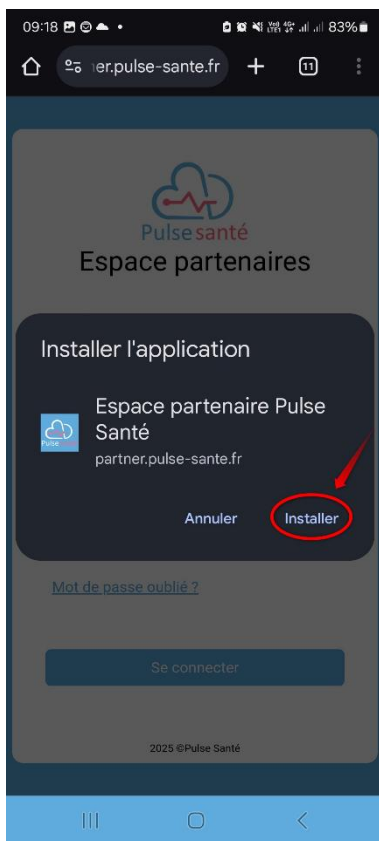 09:18
83%
er.pulse-sante.fr
11
Pulse santé
Espace partenaires
Installer l'application
Espace partenaire Pulse
Santé
partner.pulse-sante.fr
Annuler
Installer
Mot de passe oublié ?
Se connecter
2025 ©Pulse Santé